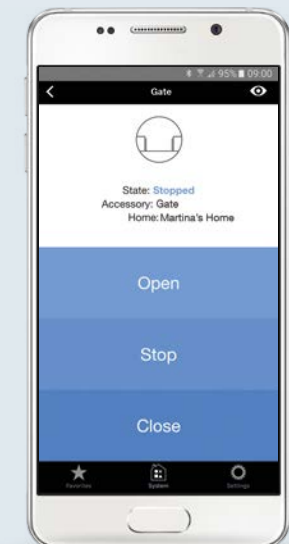 95% 09:00
Gate
State: Stopped
Accessory: Gate
Home: Martina's Home
Open
Stop
Close
Favorites System Settings